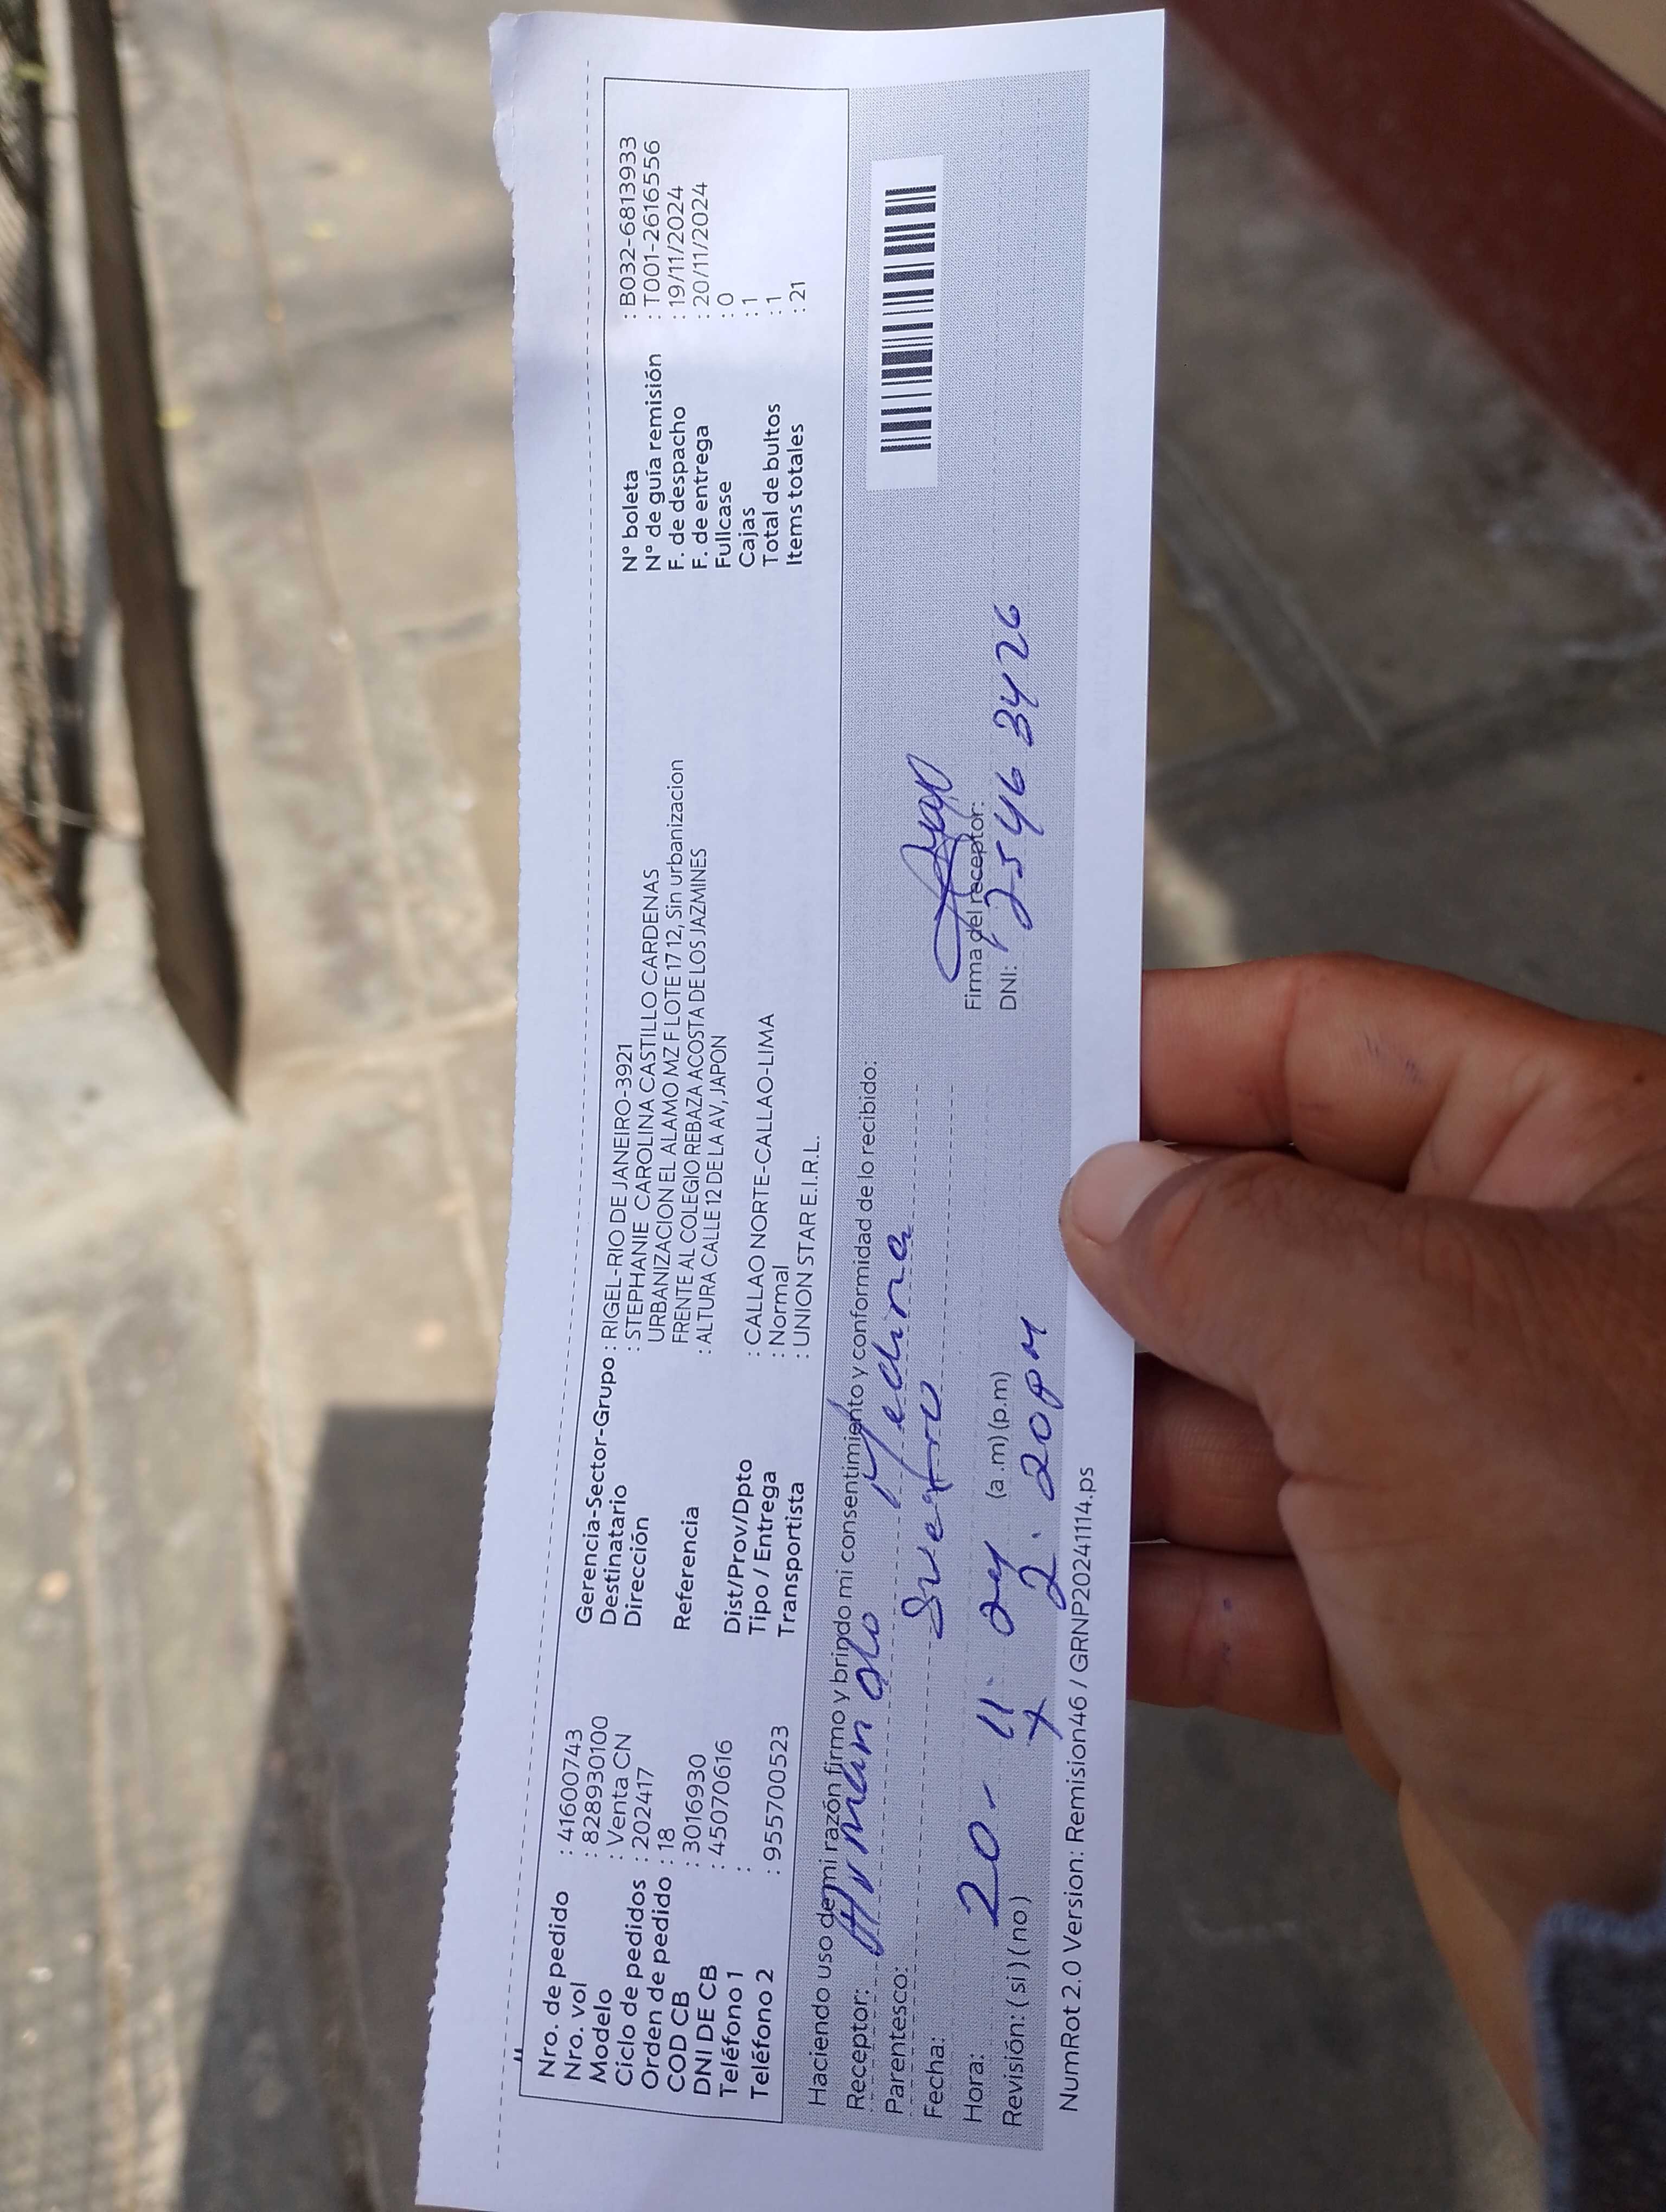 Nro. de pedido : 41600743
Nro. vol : 828930100
Modelo : Venta CN
Ciclo de pedidos : 202417
Orden de pedido : 18
COD CB : 3016930
DNI DE CB : 45070616
Teléfono 1 :
Teléfono 2 : 955700523
Gerencia-Sector-Grupo : RIGEL-RIO DE JANEIRO-3921
Destinatario : STEPHANIE CAROLINA CASTILLO CARDENAS
Dirección URBANIZACION EL ALAMO MZ F LOTE 17 12, Sin urbanizacion
FRENTE AL COLEGIO REBAZA ACOSTA DE LOS JAZMINES
Referencia : ALTURA CALLE 12 DE LA AV, JAPON
Dist/Prov/Dpto : CALLAO NORTE-CALLAO-LIMA
Tipo / Entrega : Normal
Transportista : UNION STAR E.I.R.L.
N° boleta : B032-6813933
N° de guía remisión : T001-2616556
F. de despacho : 19/11/2024
F. de entrega : 20/11/2024
Fullcase : 0
Cajas : 1
Total de bultos : 1
Items totales : 21
Haciendo uso de mi razón firmo y brindo mi consentimiento y conformidad de lo recibido:
Receptor: Medina
Parentesco:
Fecha: 20 - 11. 24
Hora: (a.m) (p.m) 2. 20 pm
Revisión: ( si ) ( no ) x
Firma del receptor:
DNI: 25463426
NumRot 2.0 Version: Remision46 / GRNP20241114.ps